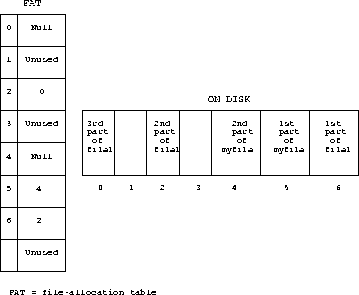 FAT
0 Null
1 Unused
2 0
3 Unused
4 Null
5 4
6 2
Unused
ON DISK
3rd part of file1
2nd part of file1
2nd part of myfile
1st part of myfile
1st part of file1
0 1 2 3 4 5 6
FAT = file-allocation table